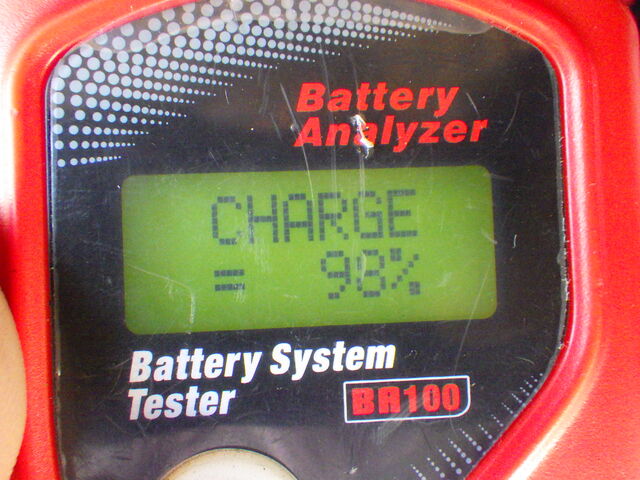 Battery
Analyzer
CHARGE
= 98%
Battery System
Tester
BR100